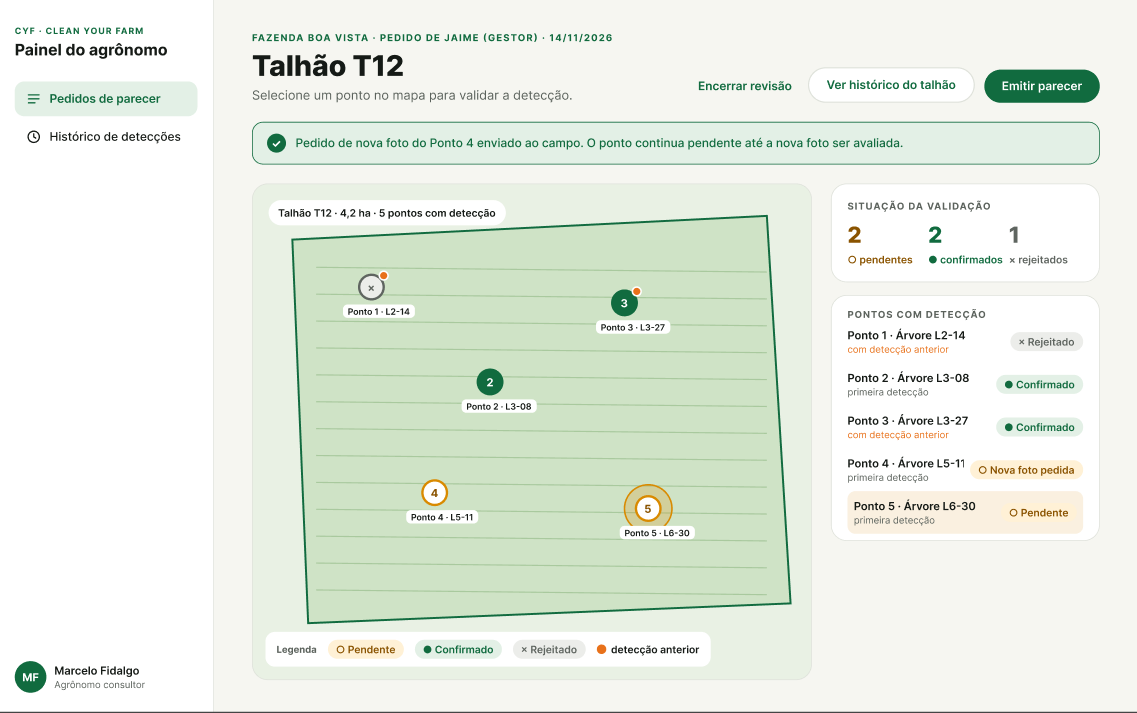 CYF · CLEAN YOUR FARM
Painel do agrônomo
Pedidos de parecer
Histórico de detecções
MF
Marcelo Fidalgo
Agrônomo consultor
FAZENDA BOA VISTA · PEDIDO DE JAIME (GESTOR) · 14/11/2026
Talhão T12
Selecione um ponto no mapa para validar a detecção.
Encerrar revisão
Ver histórico do talhão
Emitir parecer
Pedido de nova foto do Ponto 4 enviado ao campo. O ponto continua pendente até a nova foto ser avaliada.
Talhão T12 · 4,2 ha · 5 pontos com detecção
×
Ponto 1 · L2-14
3
Ponto 3 · L3-27
2
Ponto 2 · L3-08
4
Ponto 4 · L5-11
5
Ponto 5 · L6-30
Legenda
Pendente
Confirmado
× Rejeitado
detecção anterior
SITUAÇÃO DA VALIDAÇÃO
2 2 1
pendentes confirmados × rejeitados
PONTOS COM DETECÇÃO
Ponto 1 · Árvore L2-14
com detecção anterior
× Rejeitado
Ponto 2 · Árvore L3-08
primeira detecção
Confirmado
Ponto 3 · Árvore L3-27
com detecção anterior
Confirmado
Ponto 4 · Árvore L5-11
primeira detecção
Nova foto pedida
Ponto 5 · Árvore L6-30
primeira detecção
Pendente